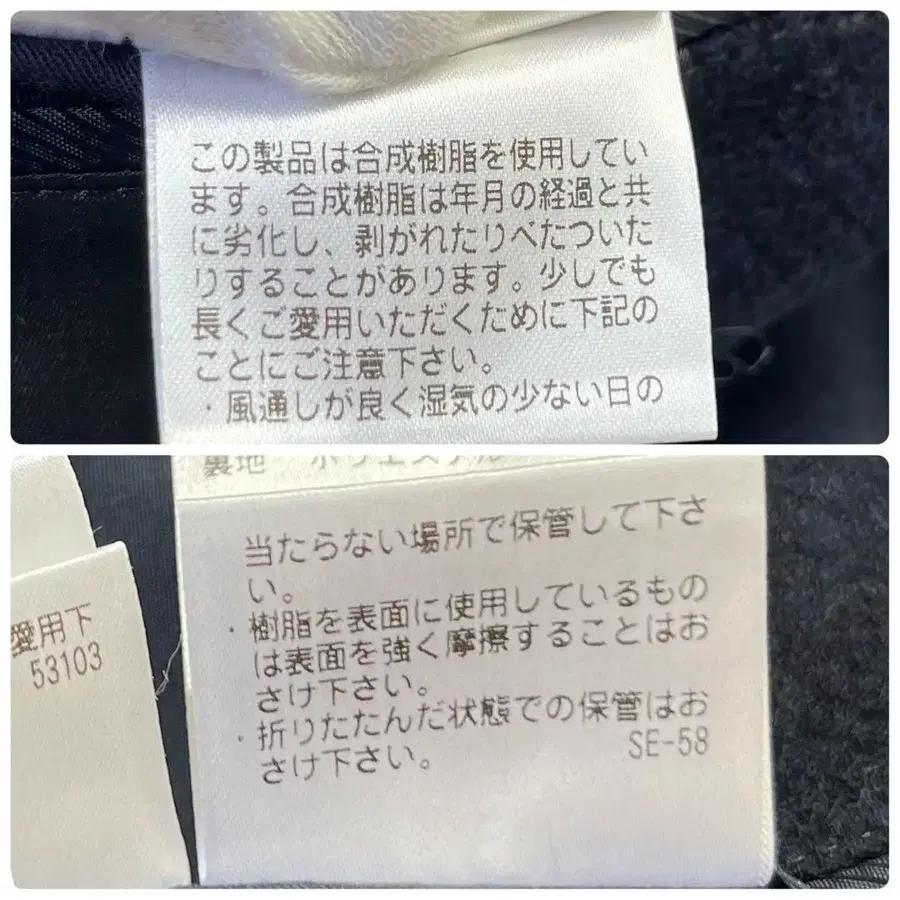 この製品は合成樹脂を使用してい
ます。合成樹脂は年月の経過と共
に劣化し、剥がれたりべたついた
りすることがあります。少しでも
長くご愛用いただくために下記の
ことにご注意下さい。
・風通しが良く湿気の少ない日の
裏地 ポリエステル
当たらない場所で保管して下さ
い。
・樹脂を表面に使用しているもの
は表面を強く摩擦することはお
さけ下さい。
・折りたたんだ状態での保管はお
さけ下さい。
SE-58
愛用下
53103